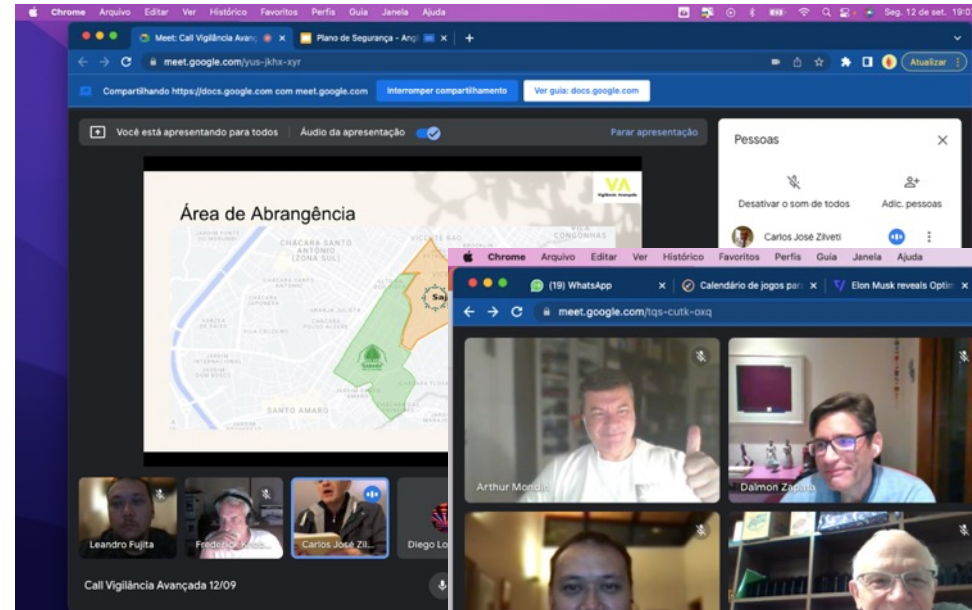 Chrome Arquivo Editar Ver Histórico Favoritos Perfis Guia Janela Ajuda
Seg. 12 de set. 19:0
Meet: Call Vigilância Avanç
Plano de Segurança - Angl
meet.google.com/yus-jkhx-xyr
Atualizar
Compartilhando https://docs.google.com com meet.google.com
Interromper compartilhamento
Ver guia: docs.google.com
Você está apresentando para todos
Áudio da apresentação
Parar apresentação
Pessoas
Desativar o som de todos
Adic. pessoas
Carlos José Zilveti
VA
Vigilância Avançada
Área de Abrangência
CHÁCARA SANTO
ANTÔNIO
(ZONA SUL)
CONGONHAS
SANTO AMARO
Leandro Fujita
Carlos José Zil...
Diego Lo
Call Vigilância Avançada 12/09
Chrome Arquivo Editar Ver Histórico Favoritos Perfis Guia Janela Ajuda
(19) WhatsApp
Calendário de jogos par
Elon Musk reveals Optim
meet.google.com/tqs-cutk-oxq
Dalmon Zapata